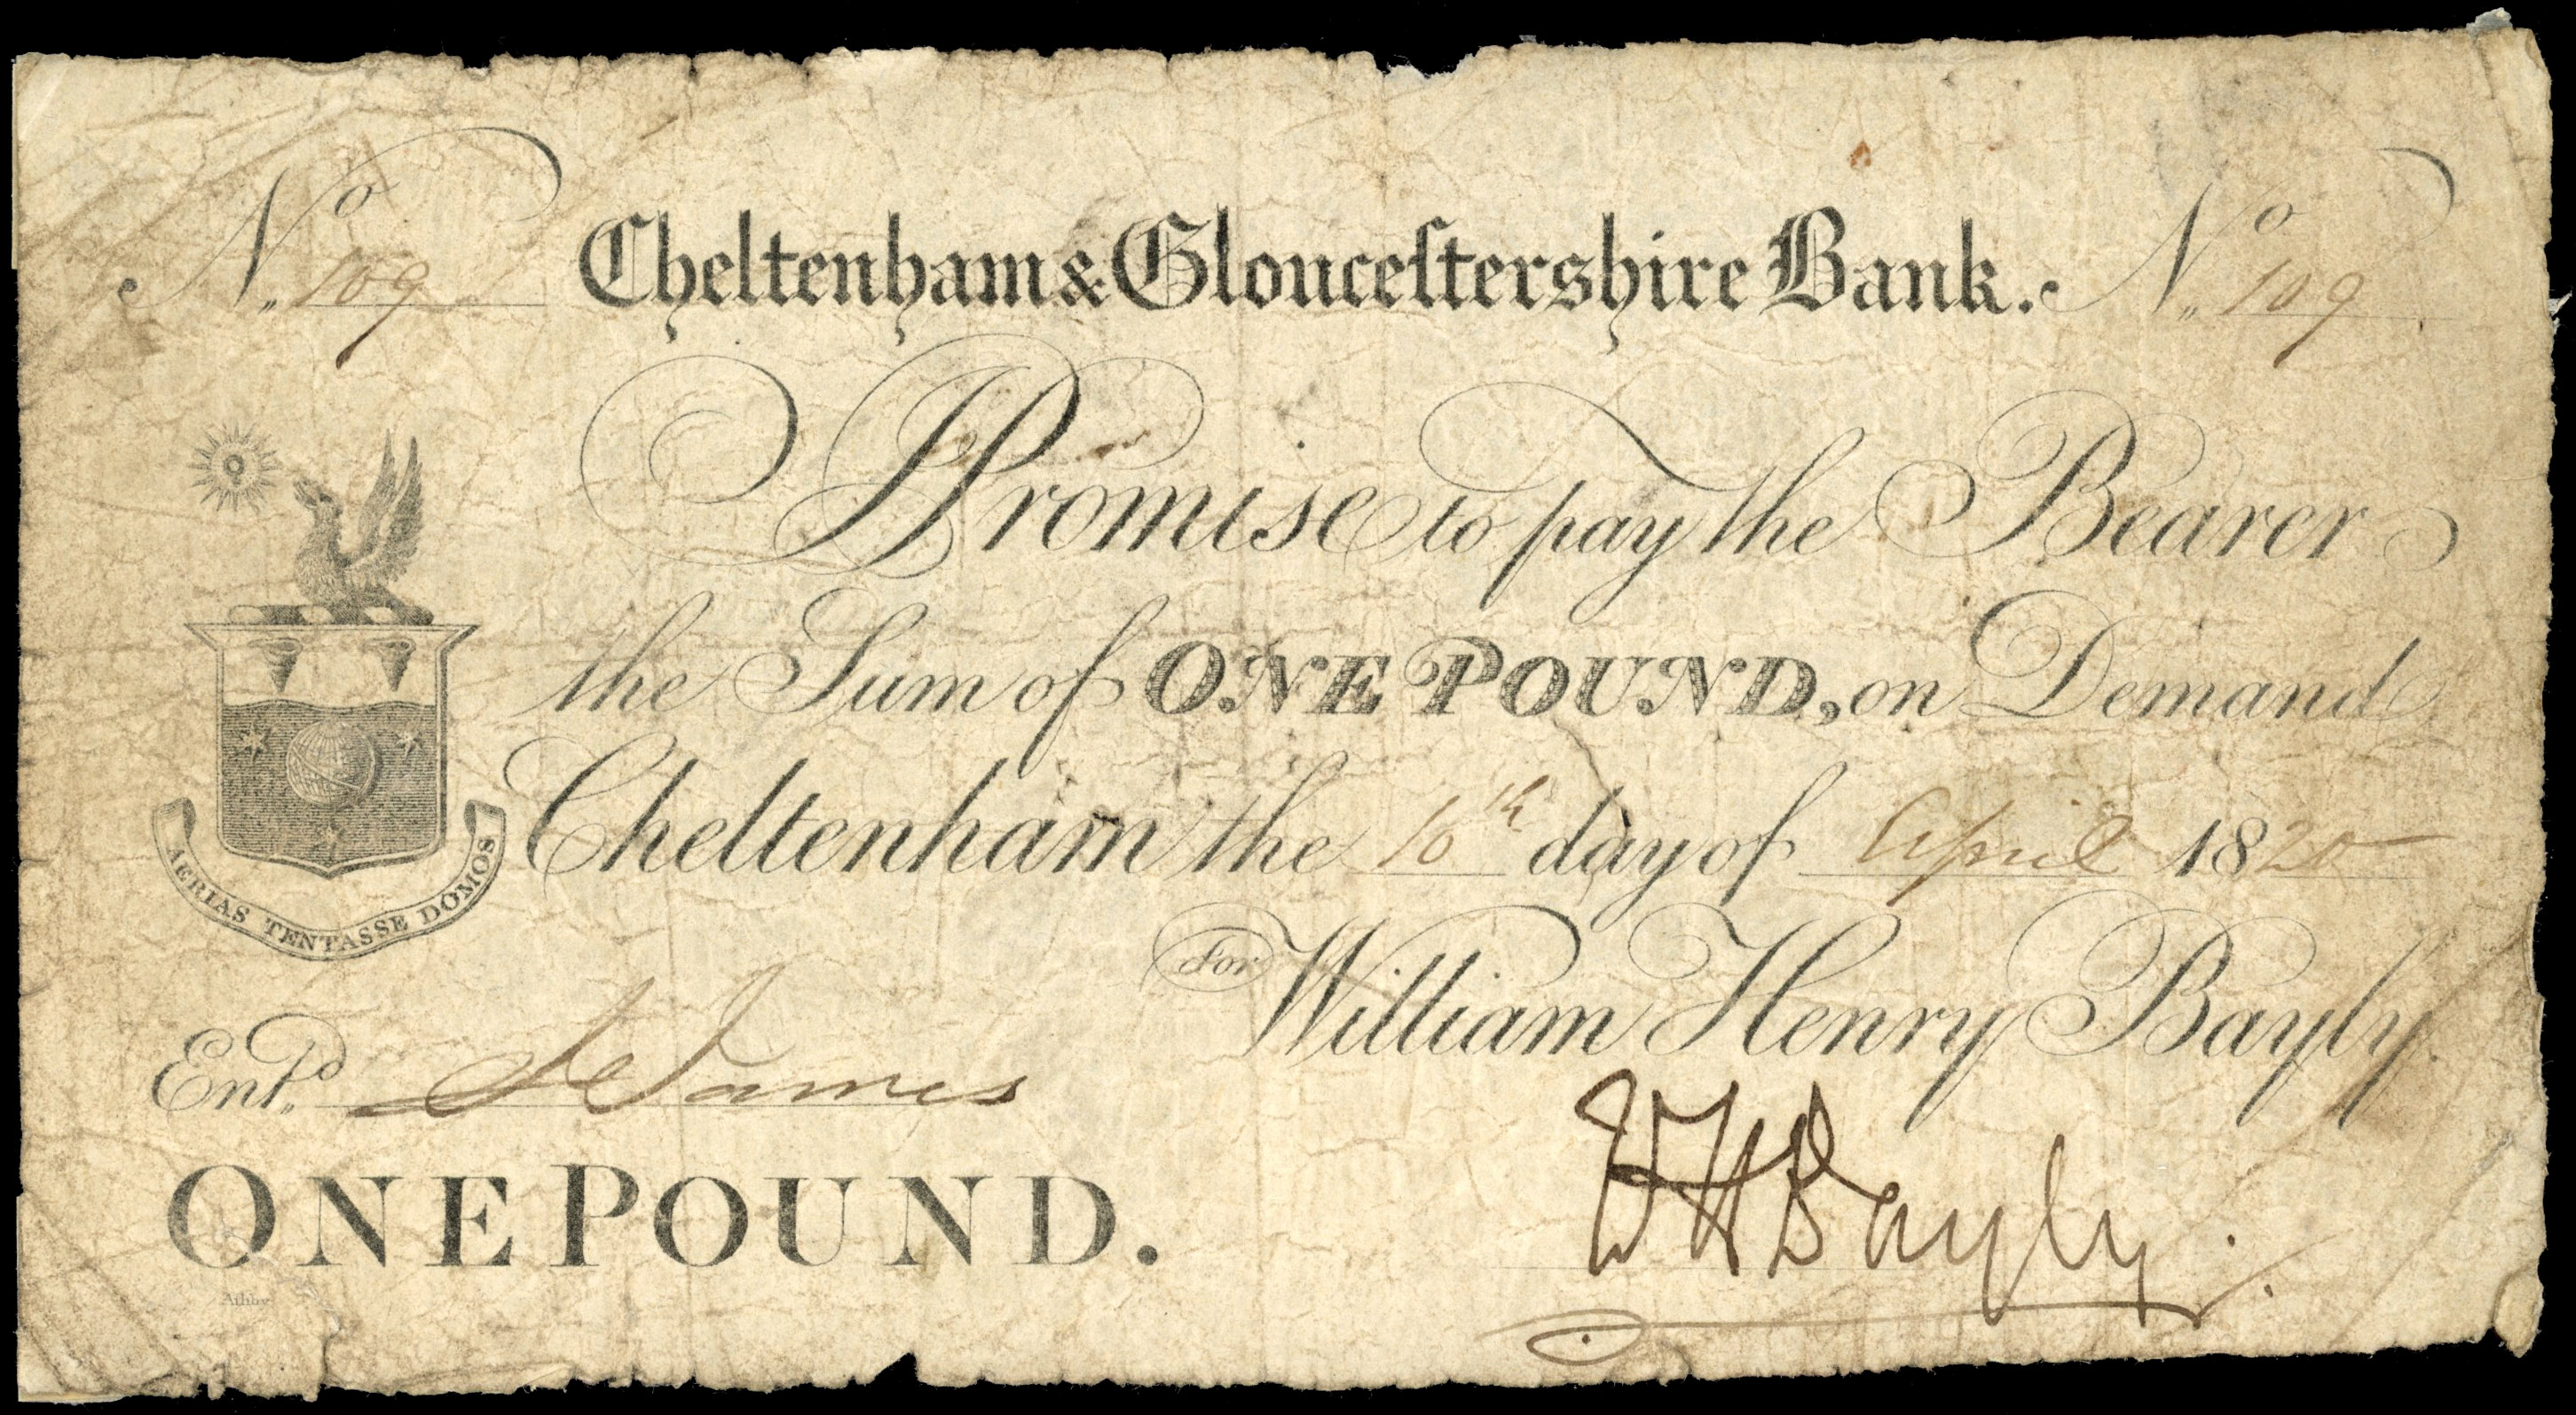 No. 109 Cheltenham & Glouceſtershire Bank. No. 109
I Promise to pay the Bearer
the Sum of ONE POUND, on Demand
Cheltenham the 10th day of April 1820
AERIAS TENTASSE DOMOS
For William Henry Bayly.
Entd. James
W H Bayly
ONE POUND.